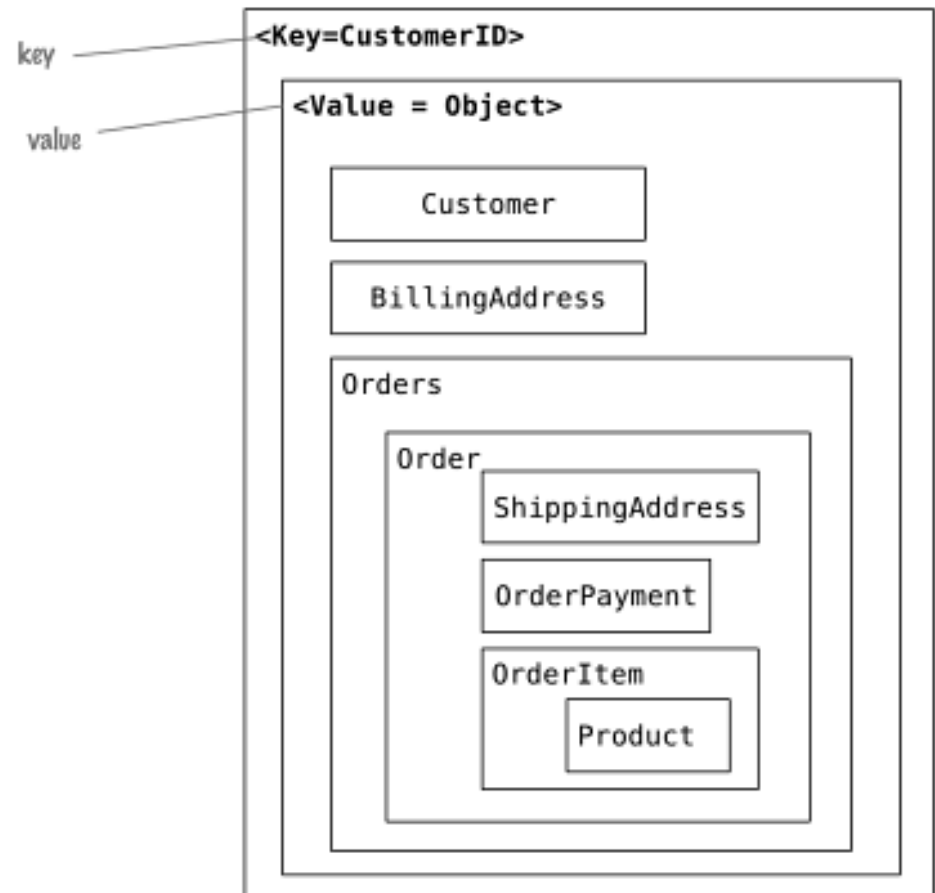 key
<Key=CustomerID>
value
<Value = Object>
Customer
BillingAddress
Orders
Order
ShippingAddress
OrderPayment
OrderItem
Product